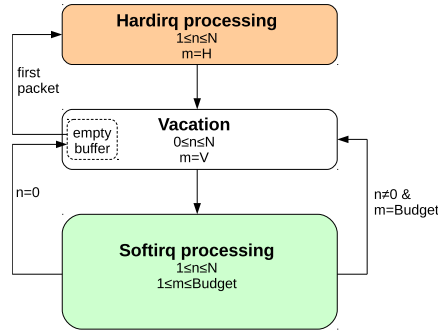 Hardirq processing
1≤n≤N
m=H
first
packet
Vacation
0≤n≤N
m=V
empty
buffer
n=0
n≠0 &
m=Budget
Softirq processing
1≤n≤N
1≤m≤Budget